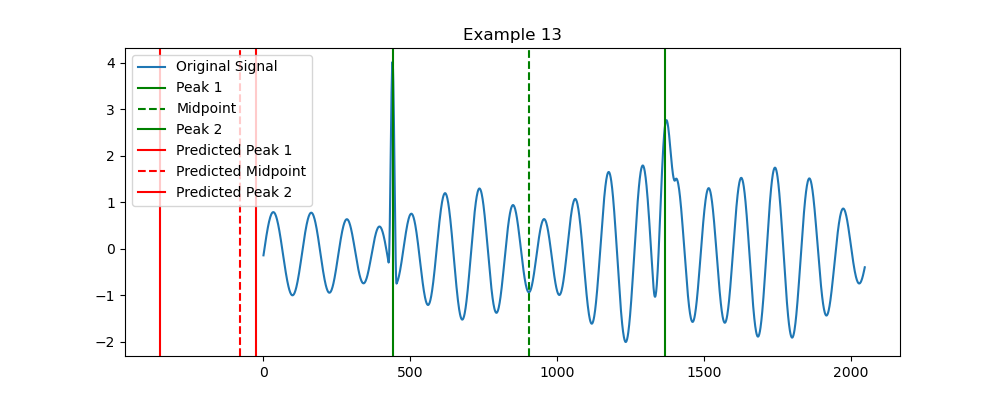 Example 13
Original Signal
Peak 1
Midpoint
Peak 2
Predicted Peak 1
Predicted Midpoint
Predicted Peak 2
4
3
2
1
0
−1
−2
0 500 1000 1500 2000